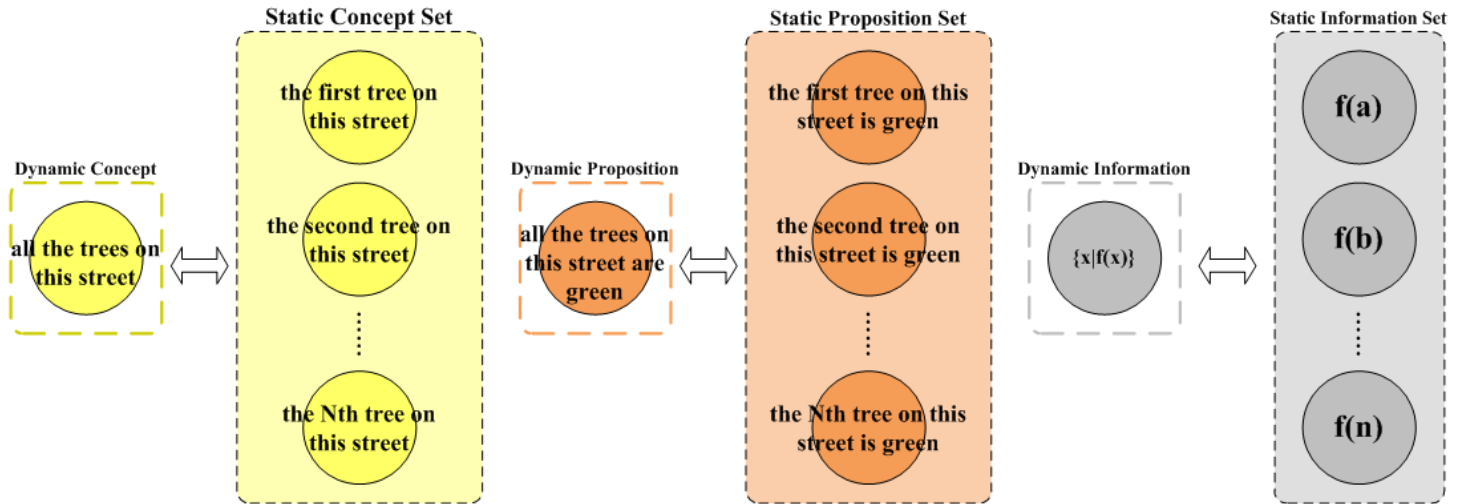 Dynamic Concept
all the trees on
this street
Static Concept Set
the first tree on
this street
the second tree on
this street
the Nth tree on
this street
Dynamic Proposition
all the trees on
this street are
green
Static Proposition Set
the first tree on this
street is green
the second tree on
this street is green
the Nth tree on this
street is green
Dynamic Information
{x|f(x)}
Static Information Set
f(a)
f(b)
f(n)